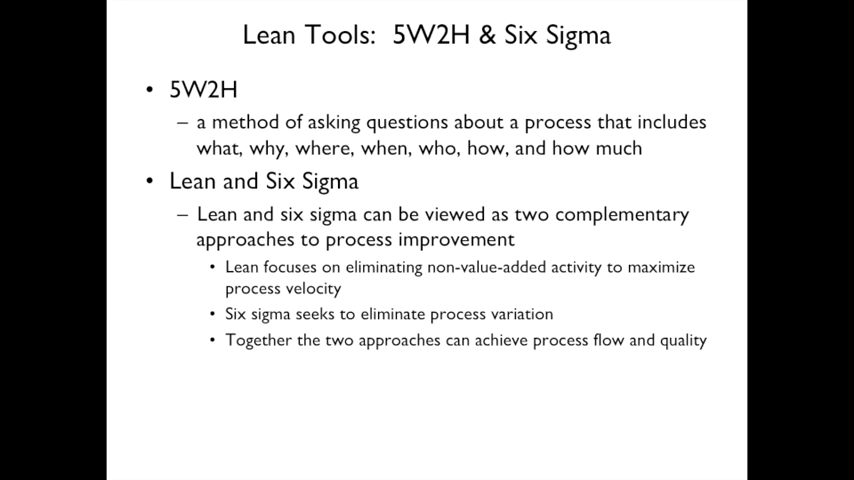 Lean Tools:  5W2H & Six Sigma
• 5W2H
– a method of asking questions about a process that includes
what, why, where, when, who, how, and how much
• Lean and Six Sigma
– Lean and six sigma can be viewed as two complementary
approaches to process improvement
• Lean focuses on eliminating non-value-added activity to maximize
process velocity
• Six sigma seeks to eliminate process variation
• Together the two approaches can achieve process flow and quality